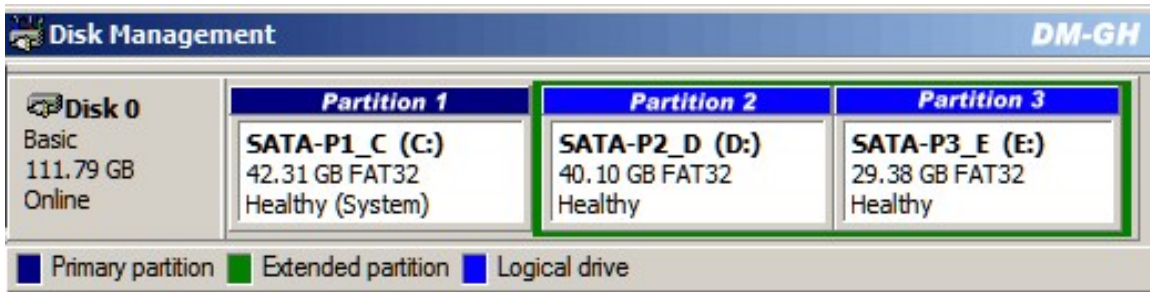 Disk Management DM-GH
Disk 0
Basic
111.79 GB
Online
Partition 1
SATA-P1_C (C:)
42.31 GB FAT32
Healthy (System)
Partition 2
SATA-P2_D (D:)
40.10 GB FAT32
Healthy
Partition 3
SATA-P3_E (E:)
29.38 GB FAT32
Healthy
Primary partition Extended partition Logical drive